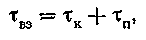 τвэ = τк + τп,